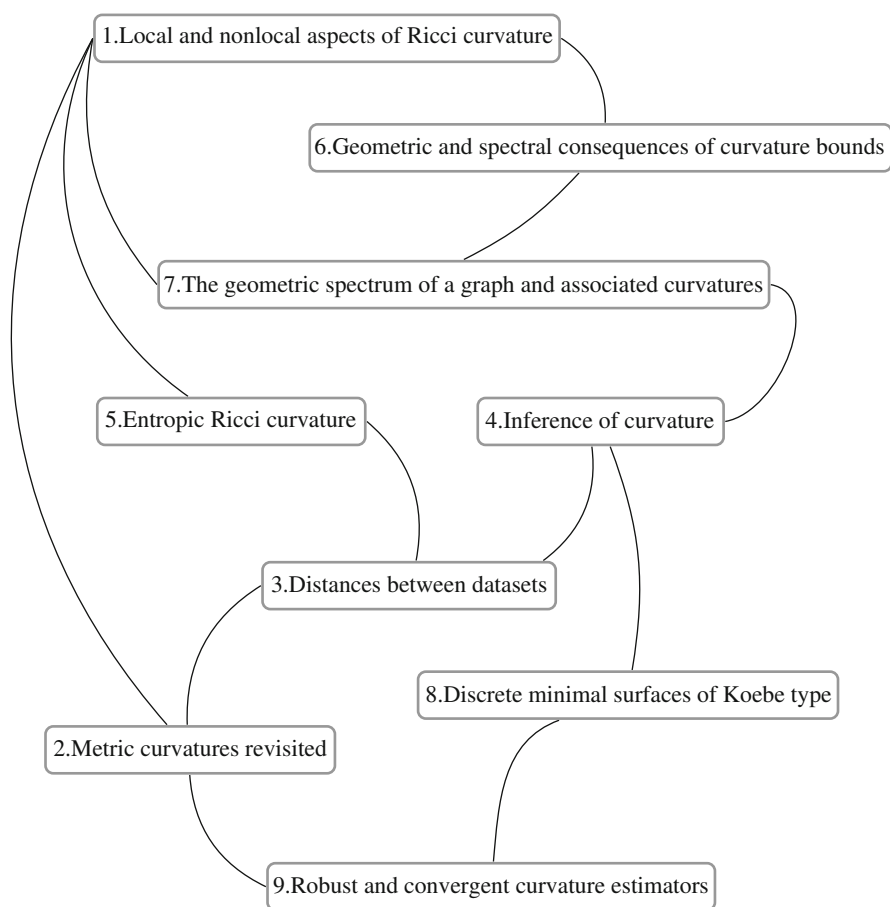 1.Local and nonlocal aspects of Ricci curvature
6.Geometric and spectral consequences of curvature bounds
7.The geometric spectrum of a graph and associated curvatures
5.Entropic Ricci curvature
4.Inference of curvature
3.Distances between datasets
8.Discrete minimal surfaces of Koebe type
2.Metric curvatures revisited
9.Robust and convergent curvature estimators